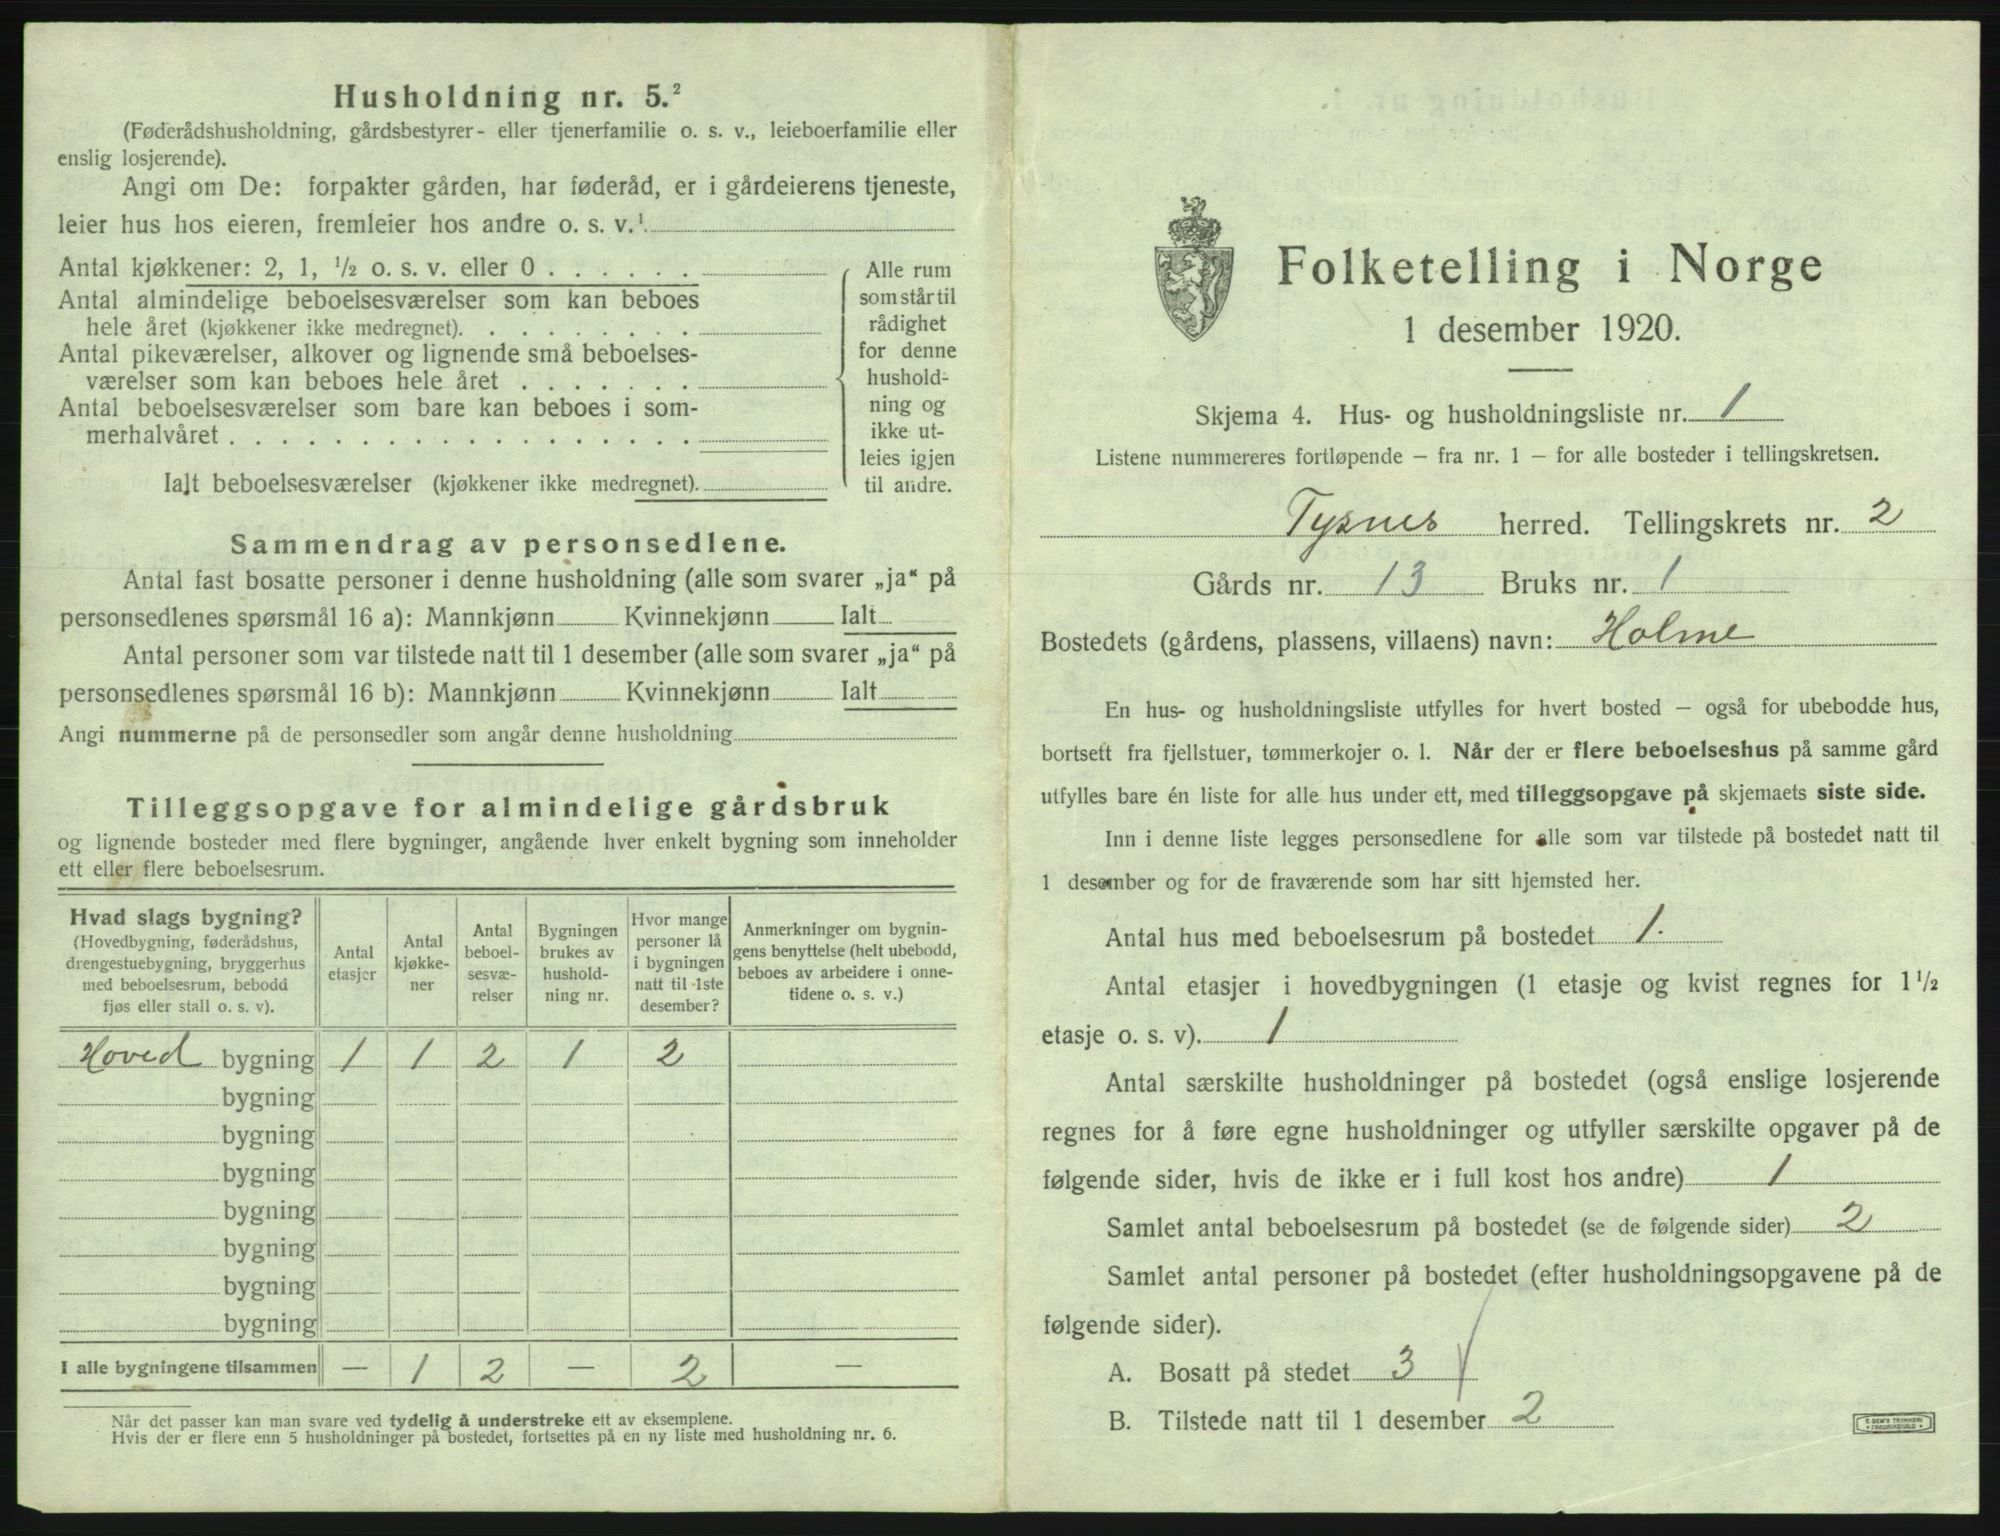 Husholdning nr. 5.²
(Føderådshusholdning, gårdsbestyrer- eller tjenerfamilie o. s. v., leieboerfamilie eller
enslig losjerende).
Angi om De: forpakter gården, har føderåd, er i gårdeierens tjeneste,
leier hus hos eieren, fremleier hos andre o. s. v.¹
Antal kjøkkener: 2, 1, ½ o. s. v. eller 0 . . . . . .
Antal almindelige beboelsesværelser som kan beboes
hele året (kjøkkener ikke medregnet). . . . . . . . .
Antal pikeværelser, alkover og lignende små beboelses-
værelser som kan beboes hele året . . . . . . .
Antal beboelsesværelser som bare kan beboes i som-
merhalvåret . . . . . . . . . . . . . . . . . .
Ialt beboelsesværelser (kjøkkener ikke medregnet).
Alle rum
som står til
rådighet
for denne
hushold-
ning og
ikke ut-
leies igjen
til andre.
Sammendrag av personsedlene.
Antal fast bosatte personer i denne husholdning (alle som svarer „ja“ på
personsedlenes spørsmål 16 a): Mannkjønn Kvinnekjønn Ialt
Antal personer som var tilstede natt til 1 desember (alle som svarer „ja“ på
personsedlenes spørsmål 16 b): Mannkjønn Kvinnekjønn Ialt
Angi nummerne på de personsedler som angår denne husholdning
Tilleggsopgave for almindelige gårdsbruk
og lignende bosteder med flere bygninger, angående hver enkelt bygning som inneholder
ett eller flere beboelsesrum.
Hvad slags bygning?
(Hovedbygning, føderådshus,
drengestuebygning, bryggerhus
med beboelsesrum, bebodd
fjøs eller stall o. s. v).
Antal
etasjer
Antal
kjøkke-
ner
Antal
beboel-
sesvæ-
relser
Bygningen
brukes av
hushold-
ning nr.
Hvor mange
personer lå
i bygningen
natt til 1ste
desember?
Anmerkninger om bygnin-
gens benyttelse (helt ubebodd,
beboes av arbeidere i onne-
tidene o. s. v.)
Hoved bygning 1 1 2 1 2
bygning
bygning
bygning
bygning
bygning
bygning
bygning
I alle bygningene tilsammen — 1 2 — 2 —
Når det passer kan man svare ved tydelig å understreke ett av eksemplene.
Hvis der er flere enn 5 husholdninger på bostedet, fortsettes på en ny liste med husholdning nr. 6.
Folketelling i Norge
1 desember 1920.
Skjema 4. Hus- og husholdningsliste nr. 1
Listene nummereres fortløpende — fra nr. 1 — for alle bosteder i tellingskretsen.
Tysnes herred. Tellingskrets nr. 2
Gårds nr. 13 Bruks nr. 1
Bostedets (gårdens, plassens, villaens) navn: Holme
En hus- og husholdningsliste utfylles for hvert bosted — også for ubebodde hus,
bortsett fra fjellstuer, tømmerkojer o. l. Når der er flere beboelseshus på samme gård
utfylles bare én liste for alle hus under ett, med tilleggsopgave på skjemaets siste side.
Inn i denne liste legges personsedlene for alle som var tilstede på bostedet natt til
1 desember og for de fraværende som har sitt hjemsted her.
Antal hus med beboelsesrum på bostedet 1.
Antal etasjer i hovedbygningen (1 etasje og kvist regnes for 1½
etasje o. s. v). 1
Antal særskilte husholdninger på bostedet (også enslige losjerende
regnes for å føre egne husholdninger og utfyller særskilte opgaver på de
følgende sider, hvis de ikke er i full kost hos andre) 1
Samlet antal beboelsesrum på bostedet (se de følgende sider) 2
Samlet antal personer på bostedet (efter husholdningsopgavene på de
følgende sider).
A. Bosatt på stedet 3
B. Tilstede natt til 1 desember 2